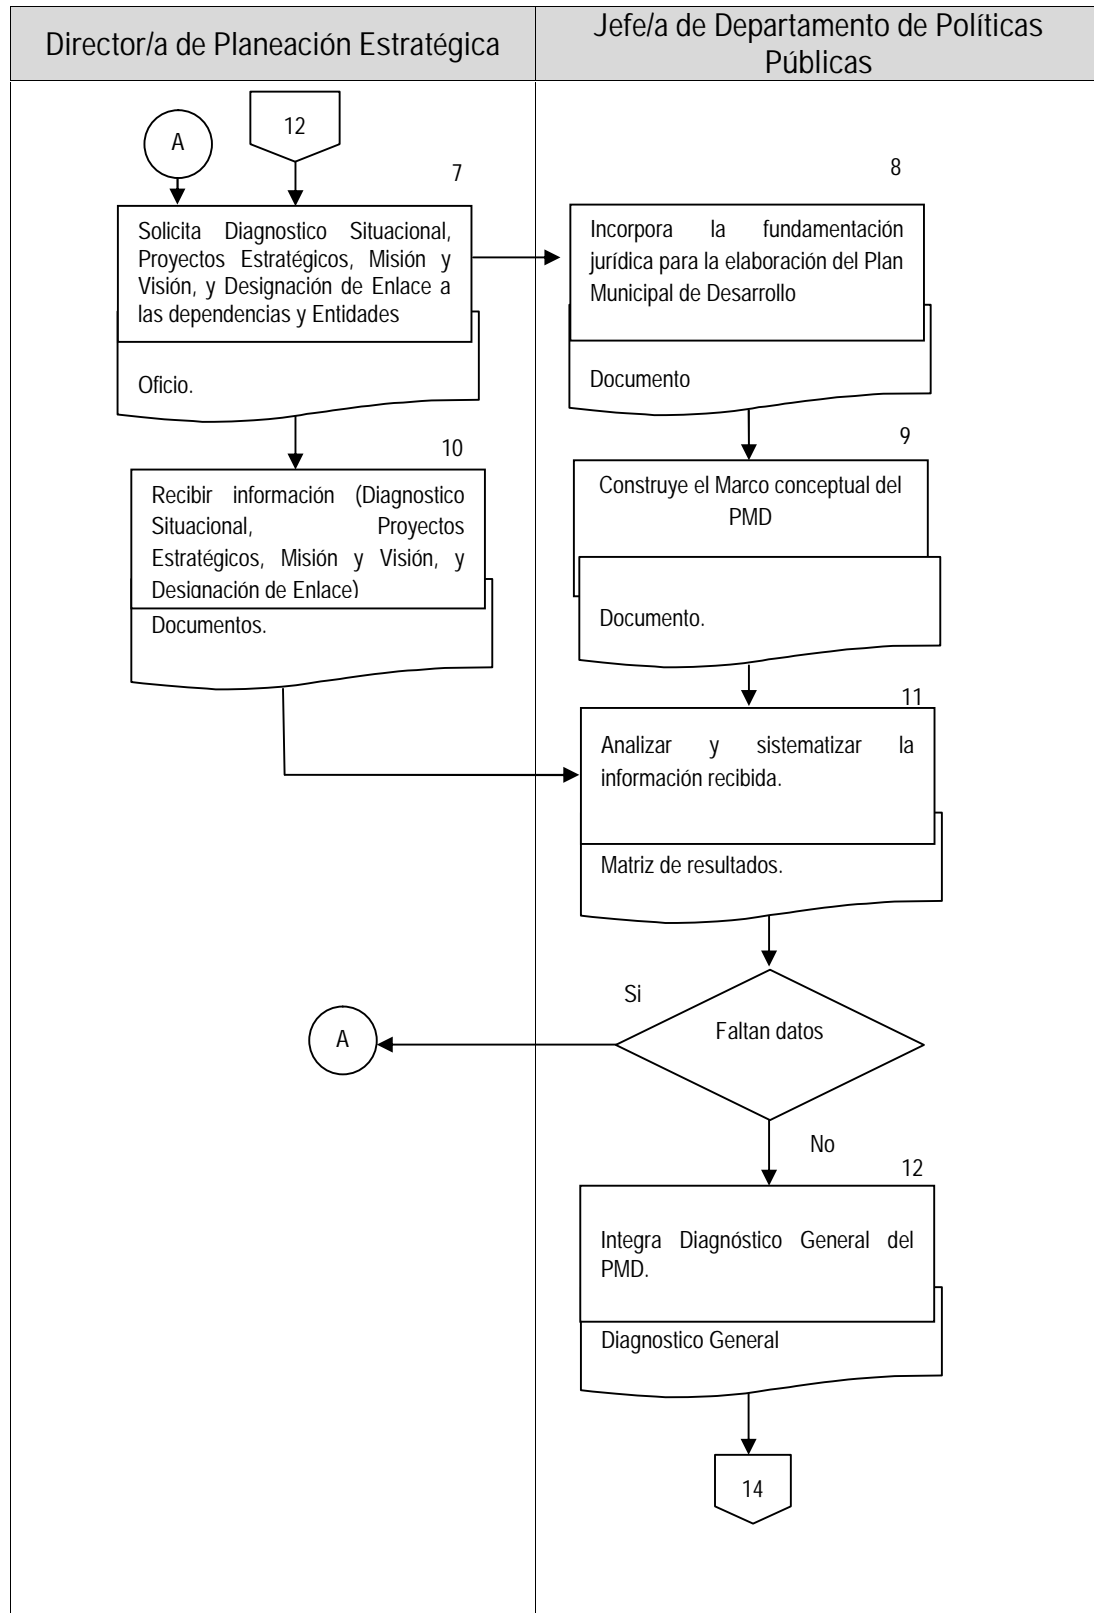 Director/a de Planeación Estratégica
Jefe/a de Departamento de Políticas
Públicas
A
12
7
Solicita Diagnostico Situacional,
Proyectos Estratégicos, Misión y
Visión, y Designación de Enlace a
las dependencias y Entidades
Oficio.
8
Incorpora la fundamentación
jurídica para la elaboración del Plan
Municipal de Desarrollo
Documento
10
Recibir información (Diagnostico
Situacional, Proyectos
Estratégicos, Misión y Visión, y
Designación de Enlace)
Documentos.
9
Construye el Marco conceptual del
PMD
Documento.
11
Analizar y sistematizar la
información recibida.
Matriz de resultados.
Si
Faltan datos
A
No
12
Integra Diagnóstico General del
PMD.
Diagnostico General
14